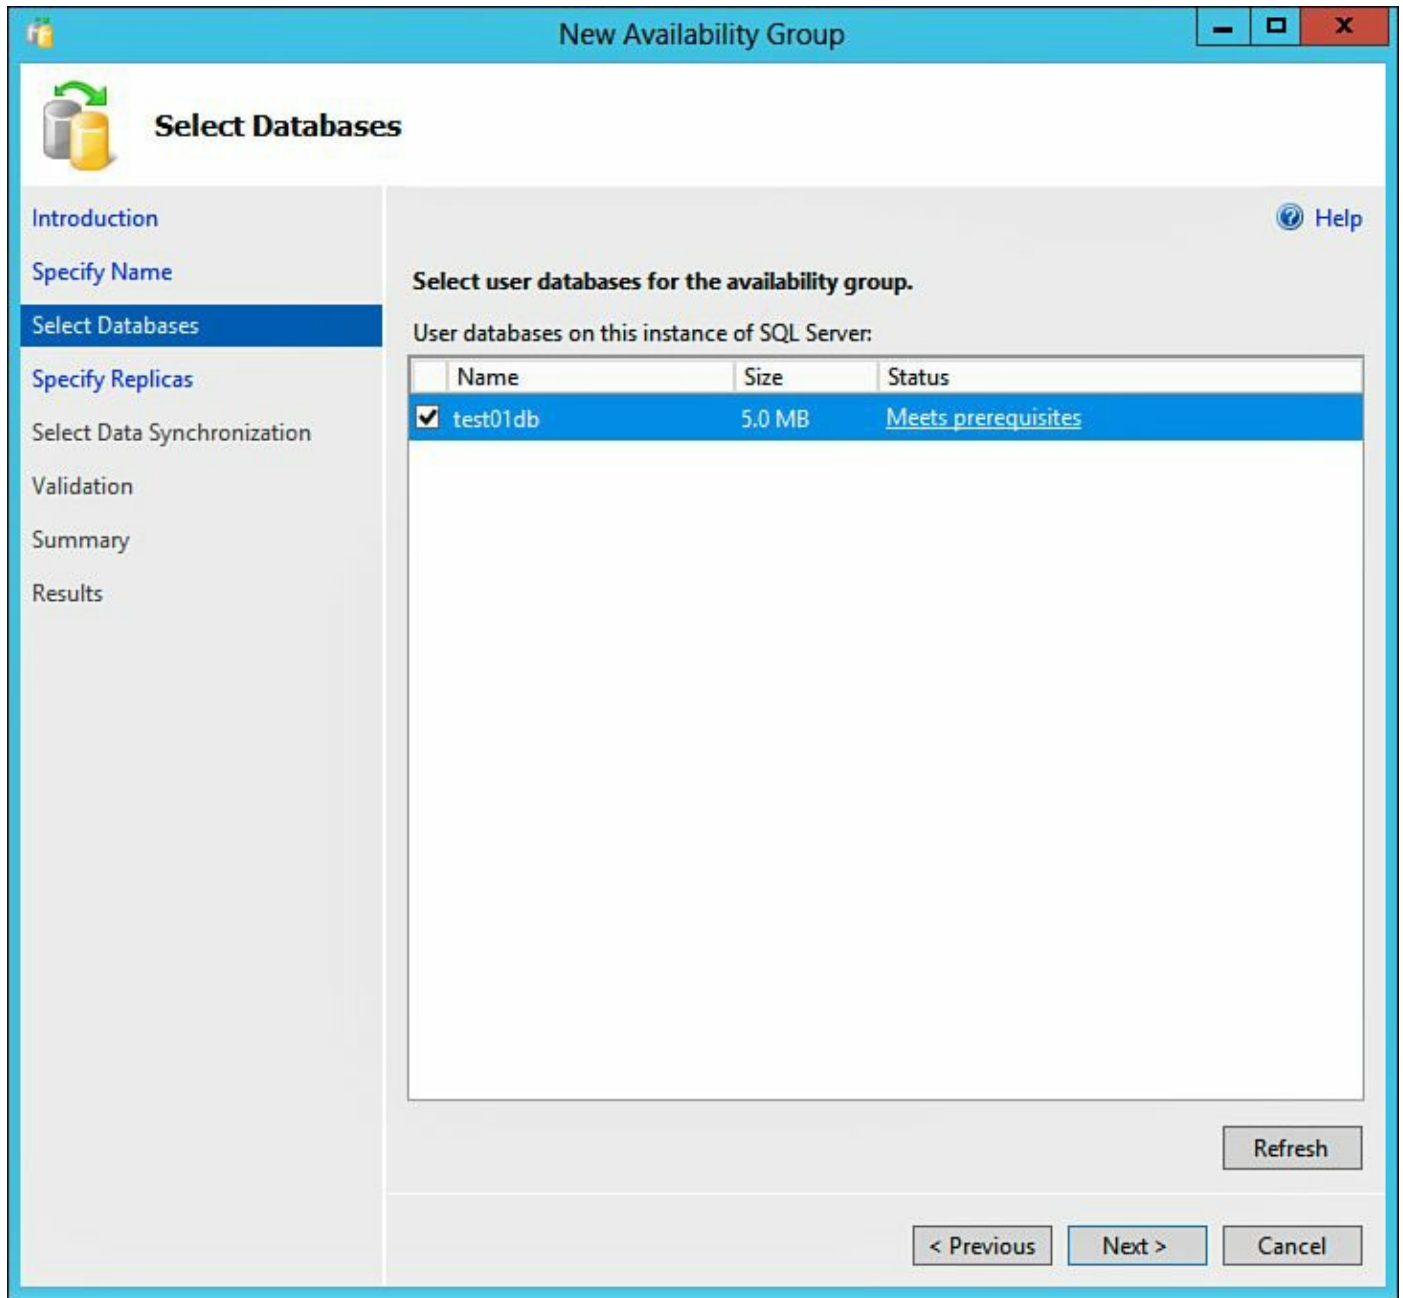 New Availability Group
Select Databases
Introduction
Specify Name
Select Databases
Specify Replicas
Select Data Synchronization
Validation
Summary
Results
Help
Select user databases for the availability group.
User databases on this instance of SQL Server:
Name Size Status
test01db 5.0 MB Meets prerequisites
Refresh
< Previous Next > Cancel